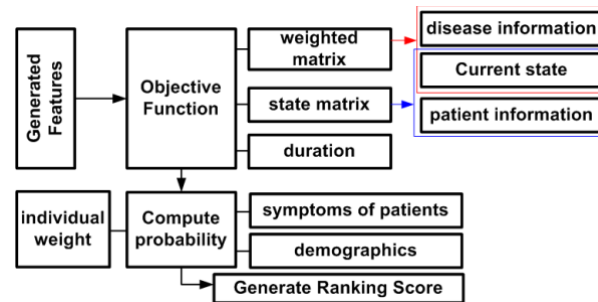 Generated
Features
Objective
Function
weighted
matrix
state matrix
duration
disease information
Current state
patient information
individual
weight
Compute
probability
symptoms of patients
demographics
Generate Ranking Score